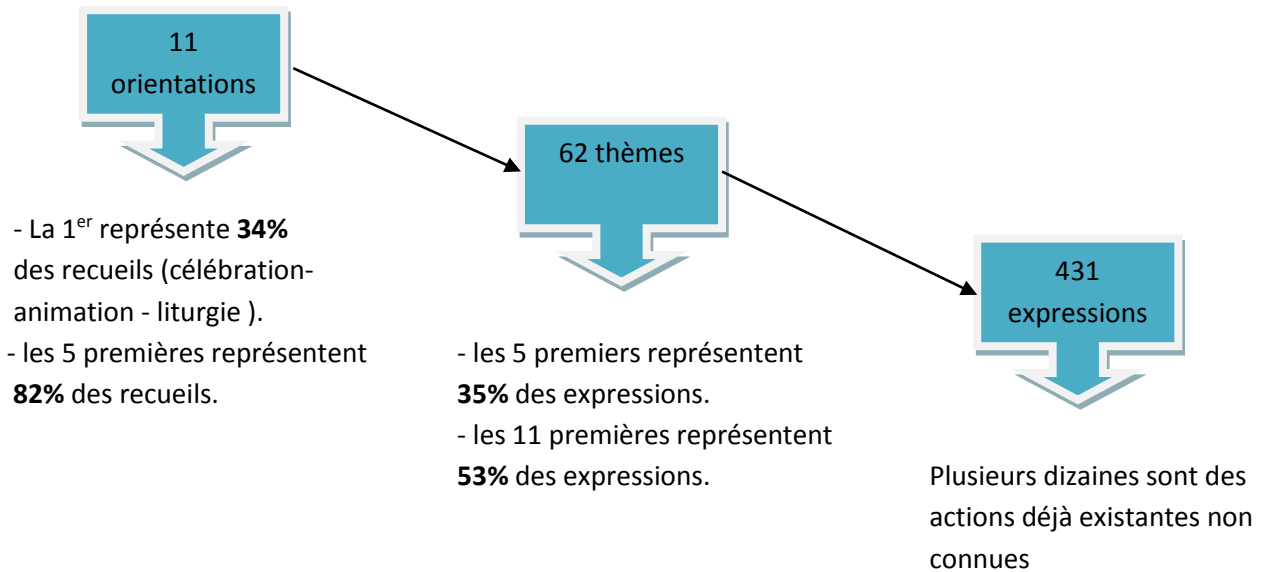 11
orientations
- La 1er représente 34%
des recueils (célébration-
animation - liturgie ).
- les 5 premières représentent
82% des recueils.
62 thèmes
- les 5 premiers représentent
35% des expressions.
- les 11 premières représentent
53% des expressions.
431
expressions
Plusieurs dizaines sont des
actions déjà existantes non
connues